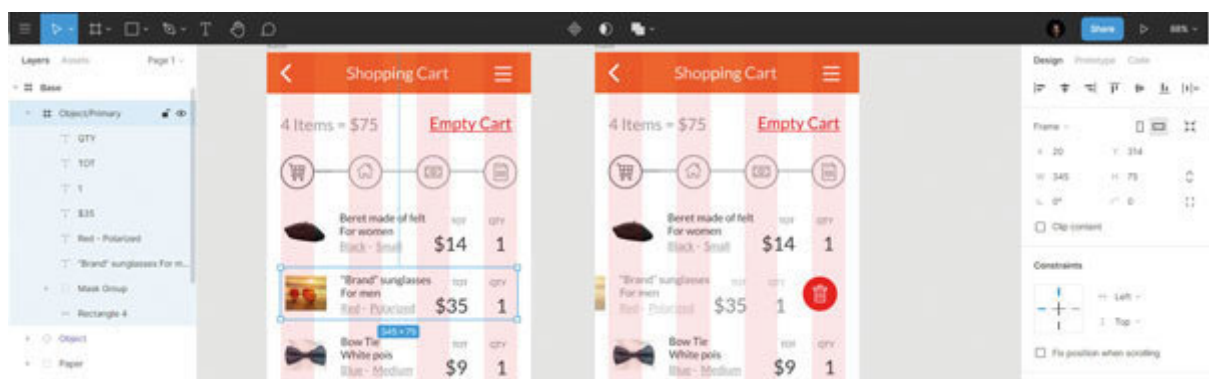 Share
88%
Layers Assets Page 1
Base
Object/Primary
QTY
TOT
1
$35
Red - Polarized
"Brand" sunglasses For m...
Mask Group
Rectangle 4
Object
Paper
Shopping Cart
4 Items = $75 Empty Cart
Beret made of felt TOT QTY
For women
Black - Small $14 1
"Brand" sunglasses TOT QTY
For men
Red - Polarized $35 1
345 × 75
Bow Tie TOT QTY
White pois
Blue - Medium $9 1
Shopping Cart
4 Items = $75 Empty Cart
Beret made of felt TOT QTY
For women
Black - Small $14 1
"Brand" sunglasses TOT QTY
For men
Red - Polarized $35 1
Bow Tie TOT QTY
White pois
Blue - Medium $9 1
Design Prototype Code
Frame
X 20 Y 314
W 345 H 75
0° 0
Clip content
Constraints
Left
Top
Fix position when scrolling